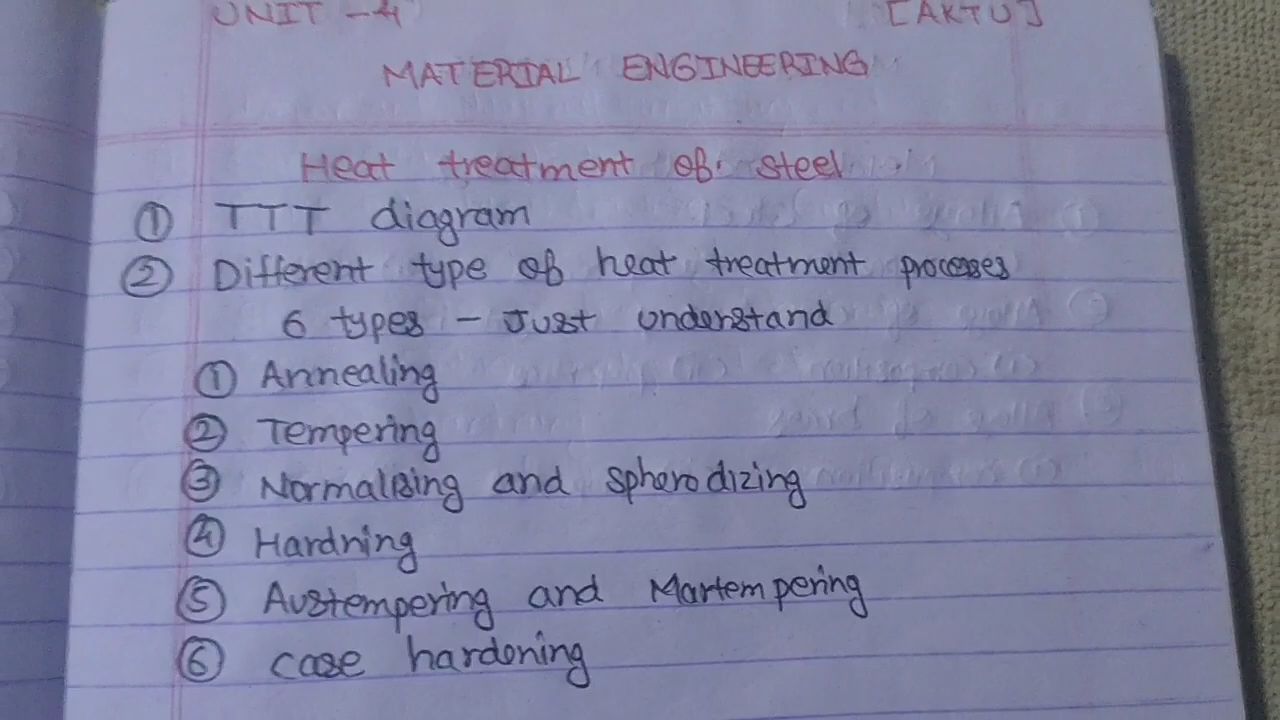 UNIT - 4 [AKTU]
MATERIAL ENGINEERING
Heat treatment of steel
① TTT diagram
② Different type of heat treatment processes
6 types - Just understand
① Annealing
② Tempering
③ Normalising and spherodizing
④ Hardning
⑤ Austempering and Martempering
⑥ case hardening